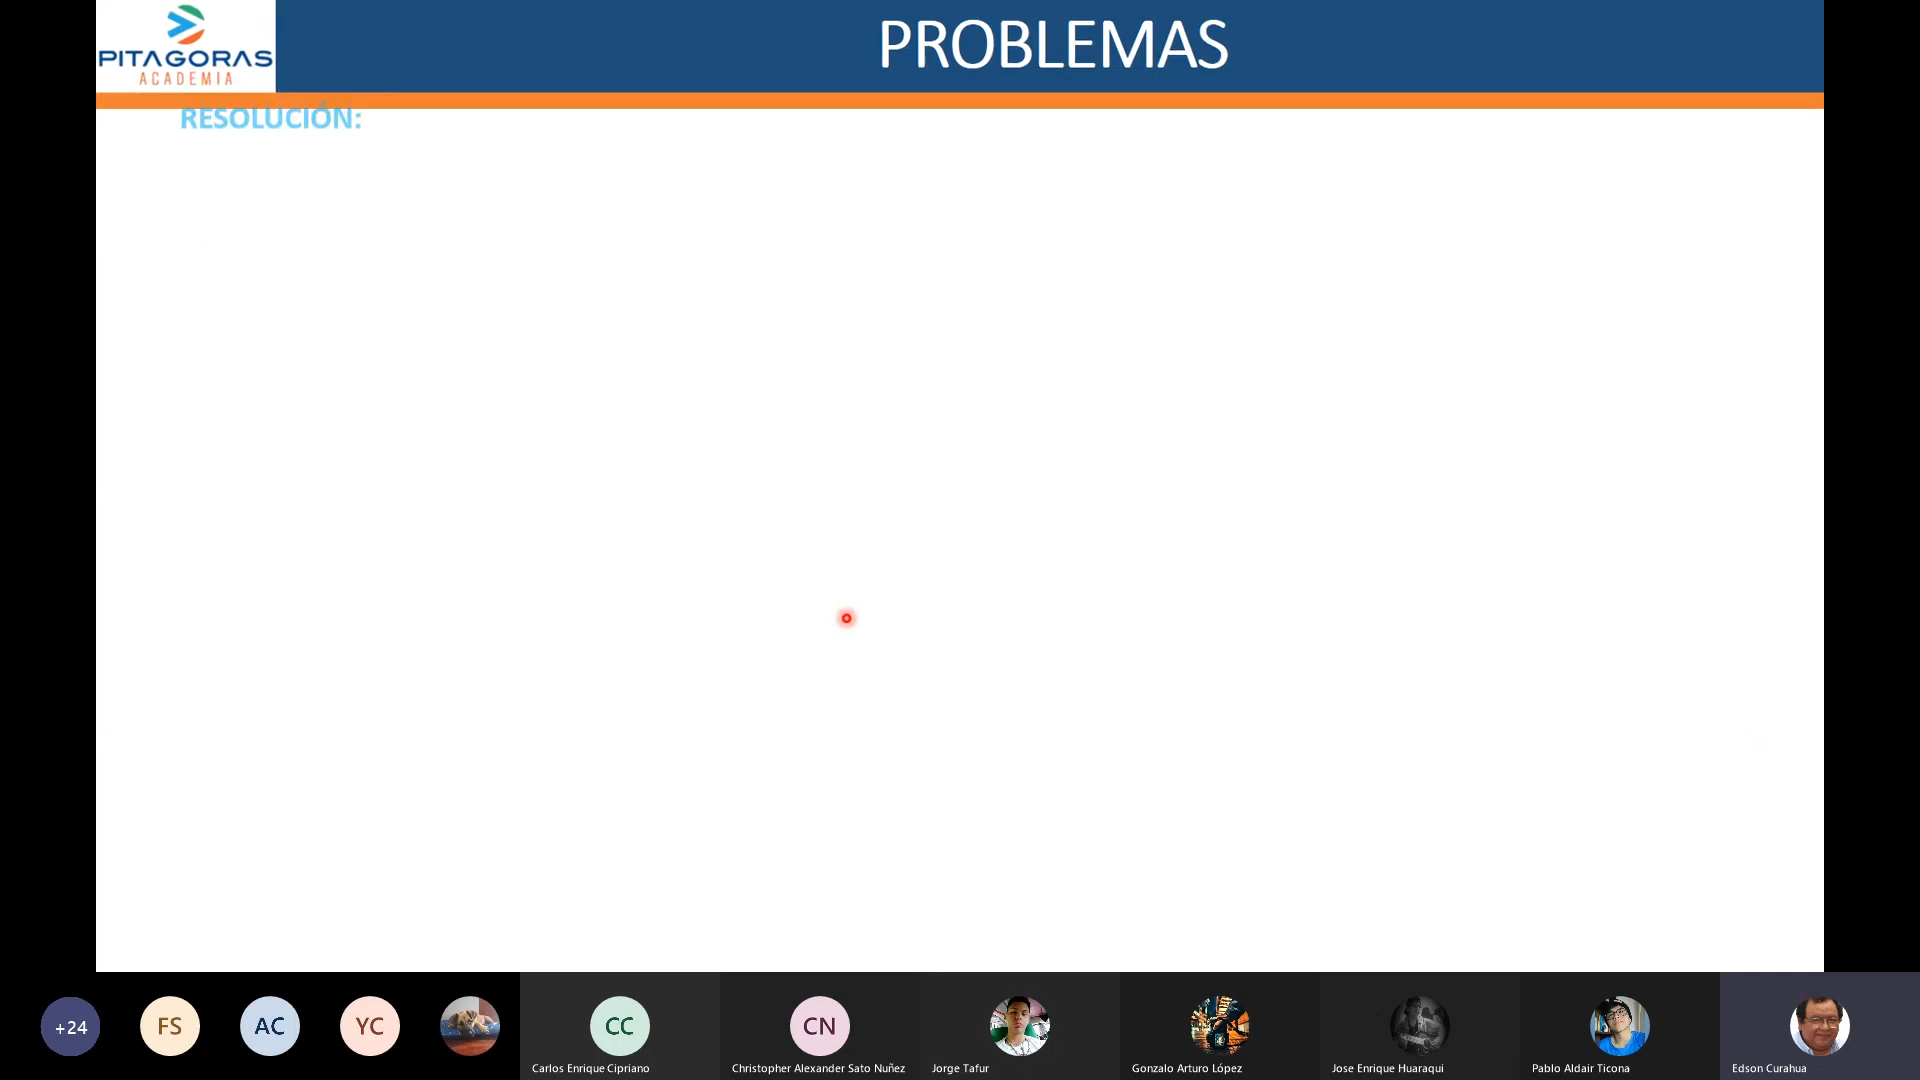 PITAGORAS
ACADEMIA
PROBLEMAS
RESOLUCIÓN:
+24
FS
AC
YC
CC
CN
Carlos Enrique Cipriano
Christopher Alexander Sato Nuñez
Jorge Tafur
Gonzalo Arturo López
Jose Enrique Huaraqui
Pablo Aldair Ticona
Edson Curahua